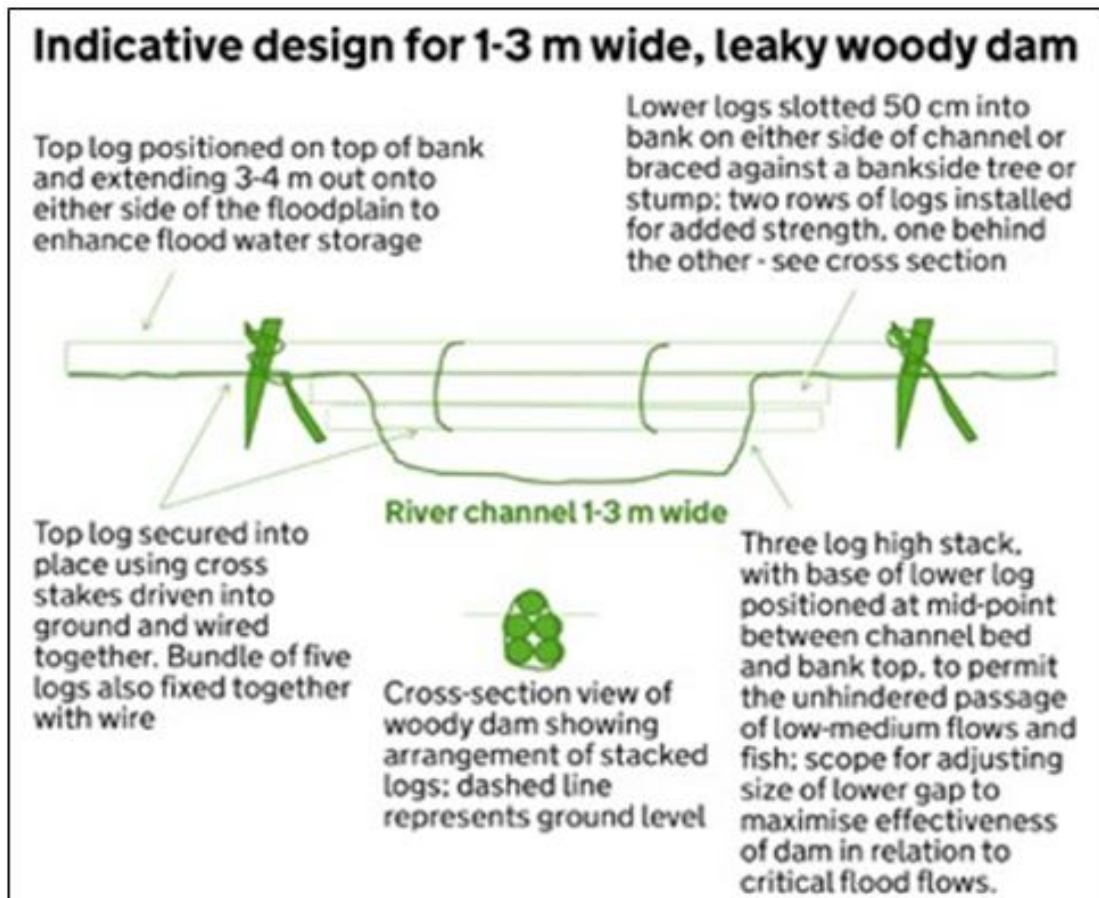 Indicative design for 1-3 m wide, leaky woody dam
Top log positioned on top of bank
and extending 3-4 m out onto
either side of the floodplain to
enhance flood water storage
Lower logs slotted 50 cm into
bank on either side of channel or
braced against a bankside tree or
stump; two rows of logs installed
for added strength, one behind
the other - see cross section
River channel 1-3 m wide
Top log secured into
place using cross
stakes driven into
ground and wired
together. Bundle of five
logs also fixed together
with wire
Cross-section view of
woody dam showing
arrangement of stacked
logs; dashed line
represents ground level
Three log high stack,
with base of lower log
positioned at mid-point
between channel bed
and bank top, to permit
the unhindered passage
of low-medium flows and
fish; scope for adjusting
size of lower gap to
maximise effectiveness
of dam in relation to
critical flood flows.